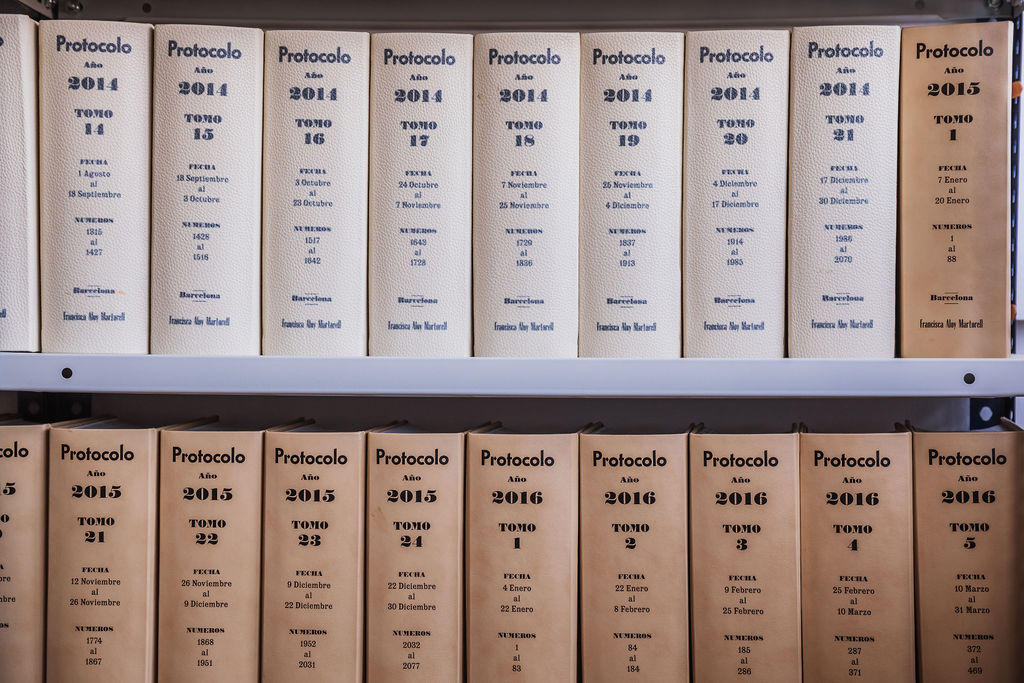 Protocolo
Año
2014
TOMO
14
FECHA
1 Agosto
al
18 Septiembre
NUMEROS
1315
al
1427
Barcelona
Francisca Aloy Martorell
Protocolo
Año
2014
TOMO
15
FECHA
18 Septiembre
al
3 Octubre
NUMEROS
1428
al
1516
Barcelona
Francisca Aloy Martorell
Protocolo
Año
2014
TOMO
16
FECHA
3 Octubre
al
23 Octubre
NUMEROS
1517
al
1642
Barcelona
Francisca Aloy Martorell
Protocolo
Año
2014
TOMO
17
FECHA
24 Octubre
al
7 Noviembre
NUMEROS
1643
al
1728
Barcelona
Francisca Aloy Martorell
Protocolo
Año
2014
TOMO
18
FECHA
7 Noviembre
al
25 Noviembre
NUMEROS
1729
al
1836
Barcelona
Francisca Aloy Martorell
Protocolo
Año
2014
TOMO
19
FECHA
25 Noviembre
al
4 Diciembre
NUMEROS
1837
al
1913
Barcelona
Francisca Aloy Martorell
Protocolo
Año
2014
TOMO
20
FECHA
4 Diciembre
al
17 Diciembre
NUMEROS
1914
al
1985
Barcelona
Francisca Aloy Martorell
Protocolo
Año
2014
TOMO
21
FECHA
17 Diciembre
al
30 Diciembre
NUMEROS
1986
al
2070
Barcelona
Francisca Aloy Martorell
Protocolo
Año
2015
TOMO
1
FECHA
7 Enero
al
20 Enero
NUMEROS
1
al
88
Barcelona
Francisca Aloy Martorell
Protocolo
Año
2015
TOMO
21
FECHA
12 Noviembre
al
26 Noviembre
NUMEROS
1774
al
1867
Protocolo
Año
2015
TOMO
22
FECHA
26 Noviembre
al
9 Diciembre
NUMEROS
1868
al
1951
Protocolo
Año
2015
TOMO
23
FECHA
9 Diciembre
al
22 Diciembre
NUMEROS
1952
al
2031
Protocolo
Año
2015
TOMO
24
FECHA
22 Diciembre
al
30 Diciembre
NUMEROS
2032
al
2077
Protocolo
Año
2016
TOMO
1
FECHA
4 Enero
al
22 Enero
NUMEROS
1
al
83
Protocolo
Año
2016
TOMO
2
FECHA
22 Enero
al
8 Febrero
NUMEROS
84
al
184
Protocolo
Año
2016
TOMO
3
FECHA
9 Febrero
al
25 Febrero
NUMEROS
185
al
286
Protocolo
Año
2016
TOMO
4
FECHA
25 Febrero
al
10 Marzo
NUMEROS
287
al
371
Protocolo
Año
2016
TOMO
5
FECHA
10 Marzo
al
31 Marzo
NUMEROS
372
al
469